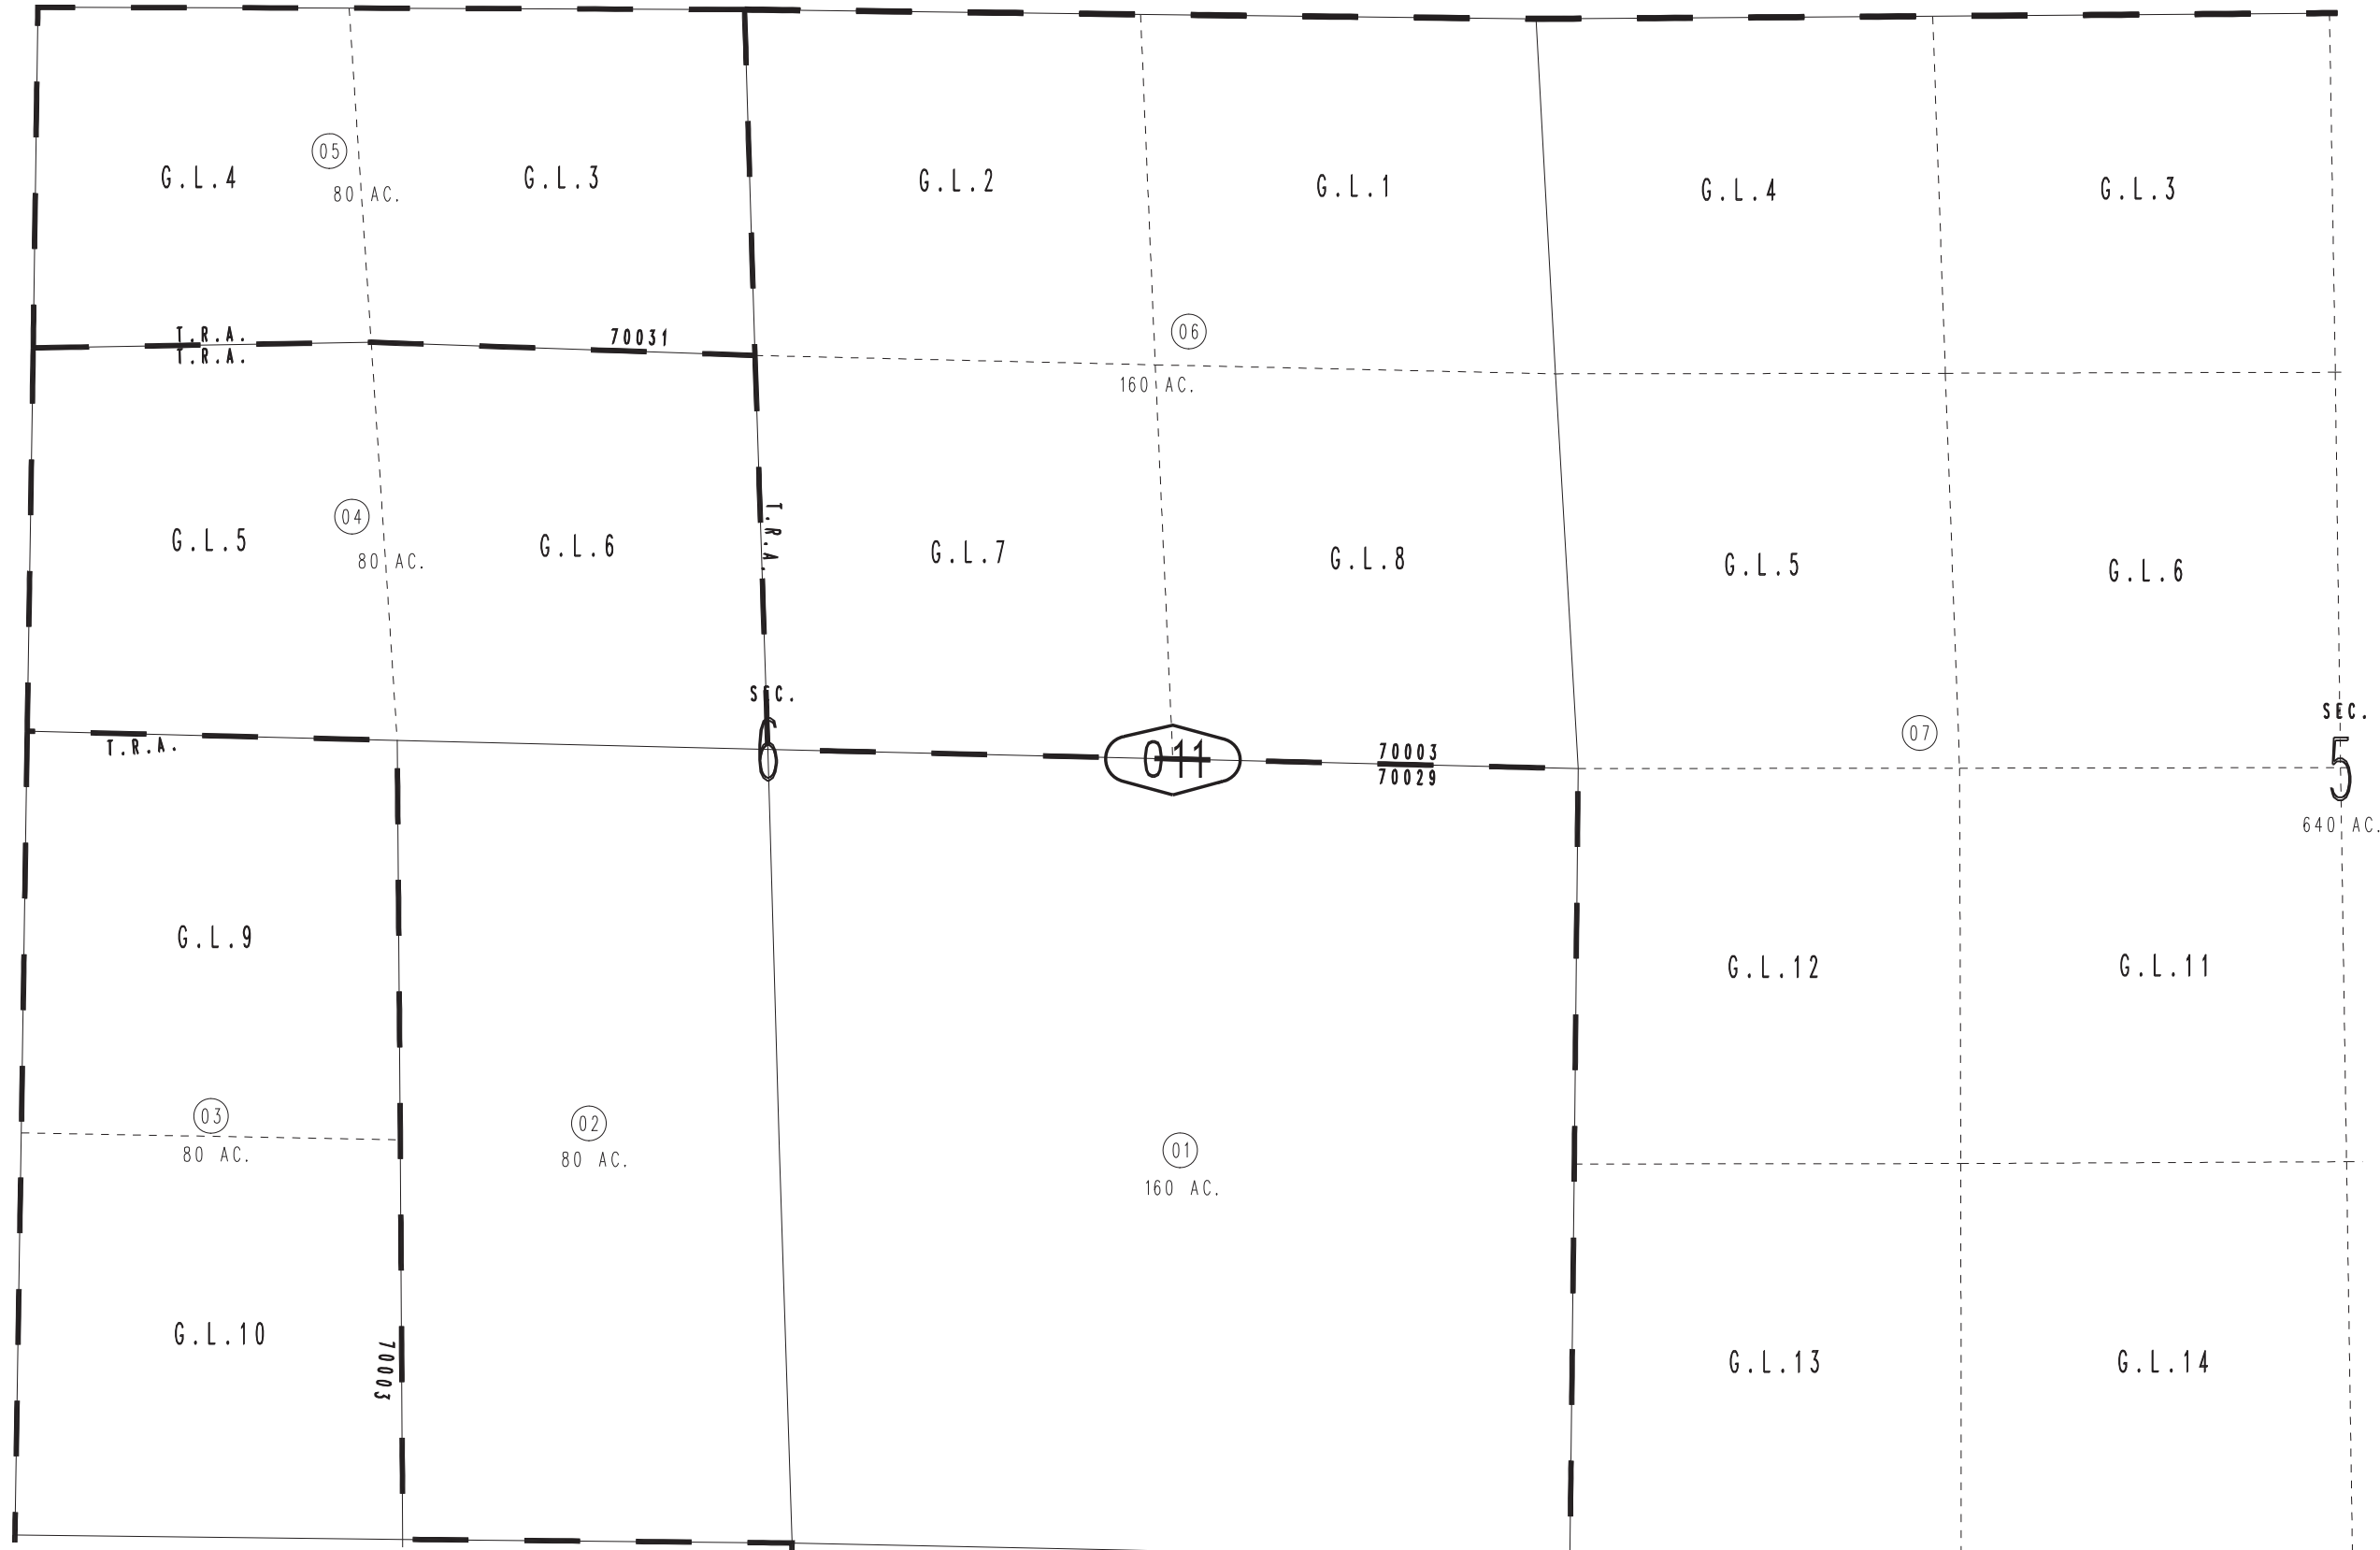 05
G.L.4
G.L.3
G.L.2
G.L.1
G.L.4
G.L.3
80 AC.
T.R.A.
70031
06
T.R.A.
160 AC.
04
G.L.5
80 AC.
G.L.6
T.R.A.
G.L.7
G.L.8
G.L.5
G.L.6
SEC.
6
T.R.A.
011
70003
70029
07
SEC.
5
640 AC.
G.L.9
G.L.12
G.L.11
03
80 AC.
02
80 AC.
01
160 AC.
G.L.10
70003
G.L.13
G.L.14